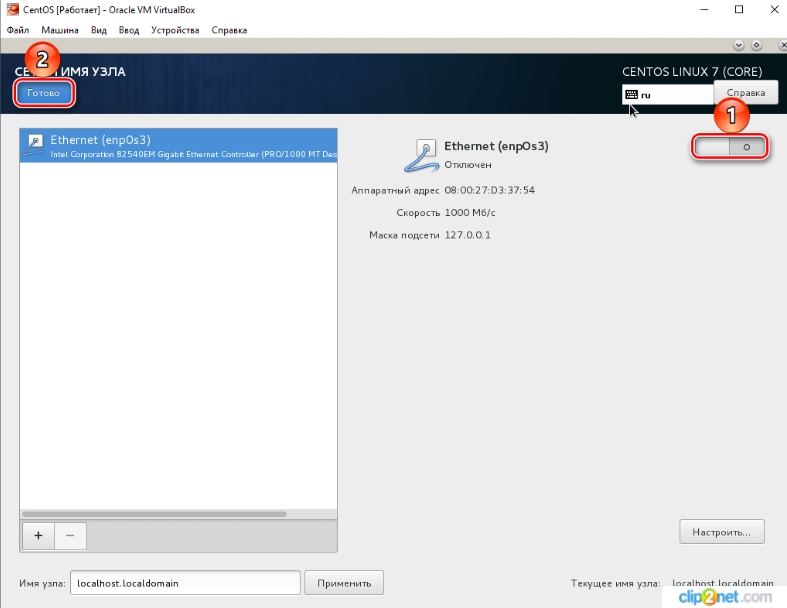 CentOS [Работает] - Oracle VM VirtualBox
Файл Машина Вид Ввод Устройства Справка
2
ИМЯ УЗЛА
CENTOS LINUX 7 (CORE)
Готово
ru
Справка
1
Ethernet (enp0s3)
Intel Corporation 82540EM Gigabit Ethernet Controller (PRO/1000 MT Des
Ethernet (enp0s3)
Отключен
Аппаратный адрес 08:00:27:D3:37:54
Скорость 1000 Мб/с
Маска подсети 127.0.0.1
+ −
Настроить...
Имя узла: localhost.localdomain Применить
Текущее имя узла: localhost.localdomain
clip2net.com